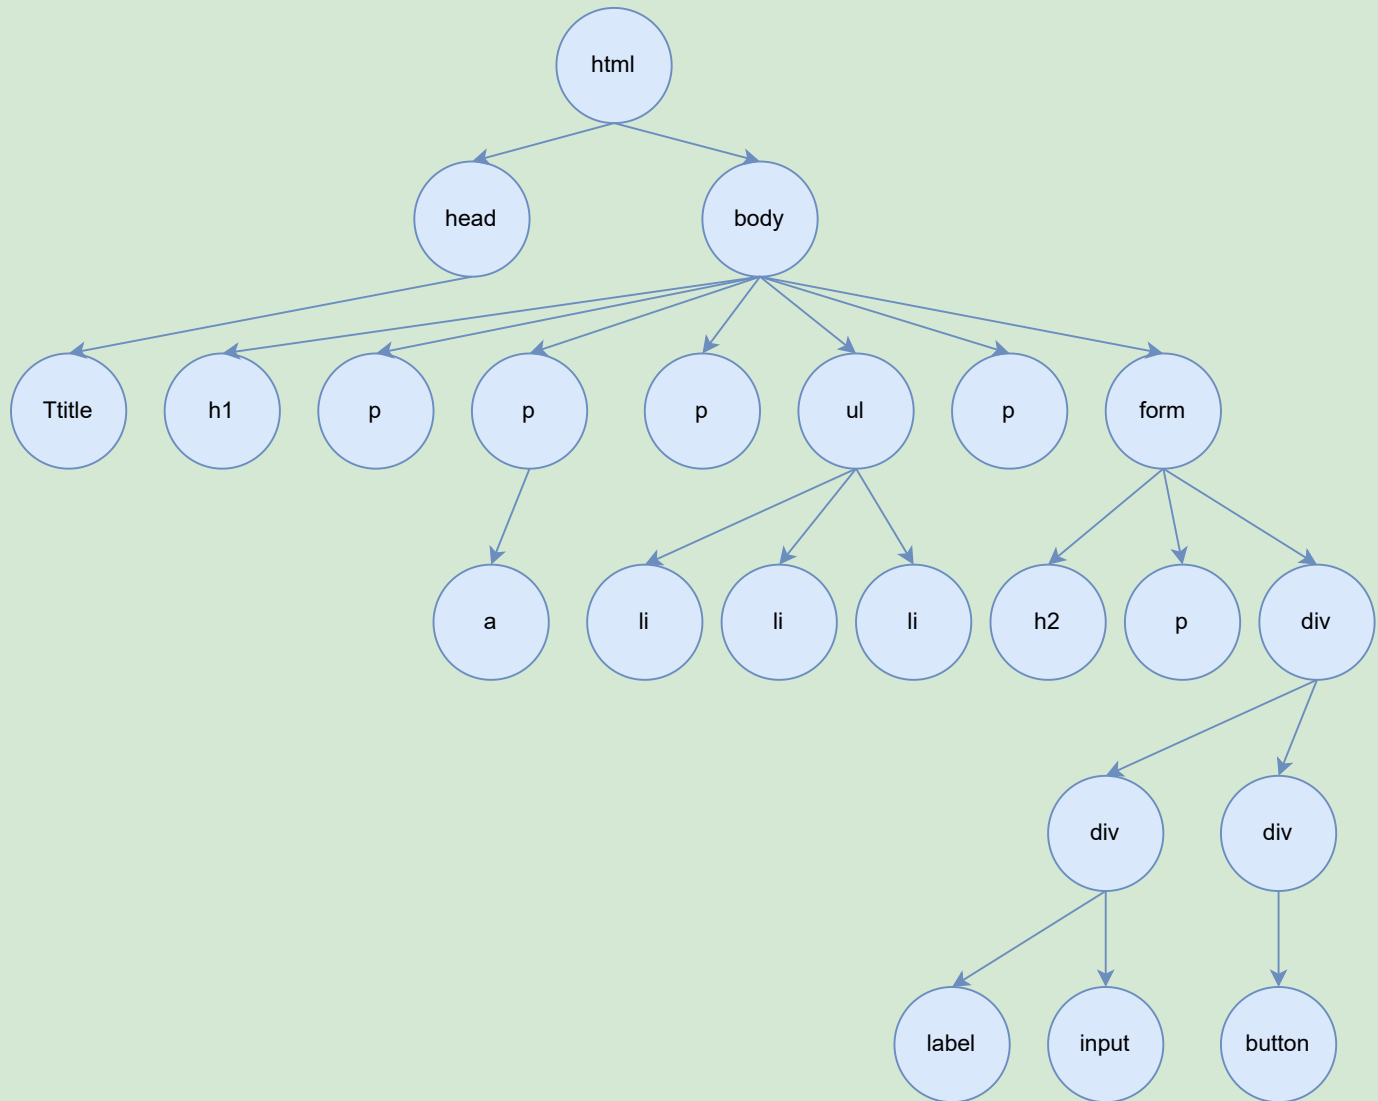 html
head
body
Ttitle
h1
p
p
p
ul
p
form
a
li
li
li
h2
p
div
div
div
label
input
button